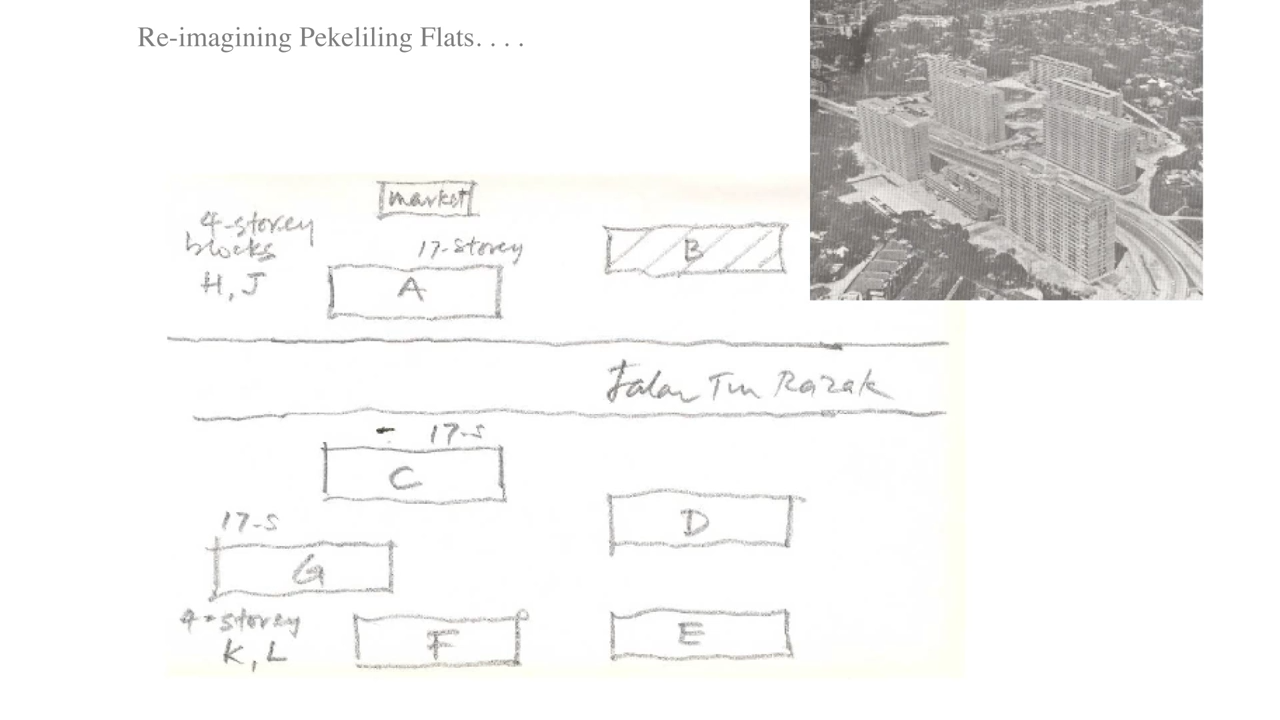 Re-imagining Pekeliling Flats. . . .
market
4-storey
blocks
H, J
17-storey
A
B
Jalan Tun Razak
17-S
C
D
17-S
G
4-storey
K, L
F
E